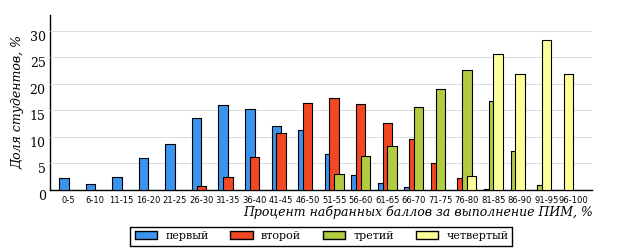 Доля студентов, %
30
25
20
15
10
5
0
0-5 6-10 11-15 16-20 21-25 26-30 31-35 36-40 41-45 46-50 51-55 56-60 61-65 66-70 71-75 76-80 81-85 86-90 91-95 96-100
Процент набранных баллов за выполнение ПИМ, %
первый второй третий четвертый